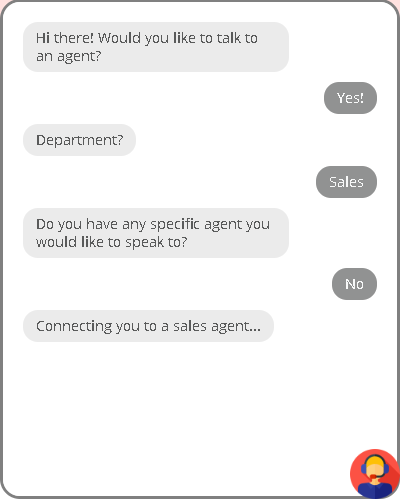 Hi there! Would you like to talk to
an agent?
Yes!
Department?
Sales
Do you have any specific agent you
would like to speak to?
No
Connecting you to a sales agent...